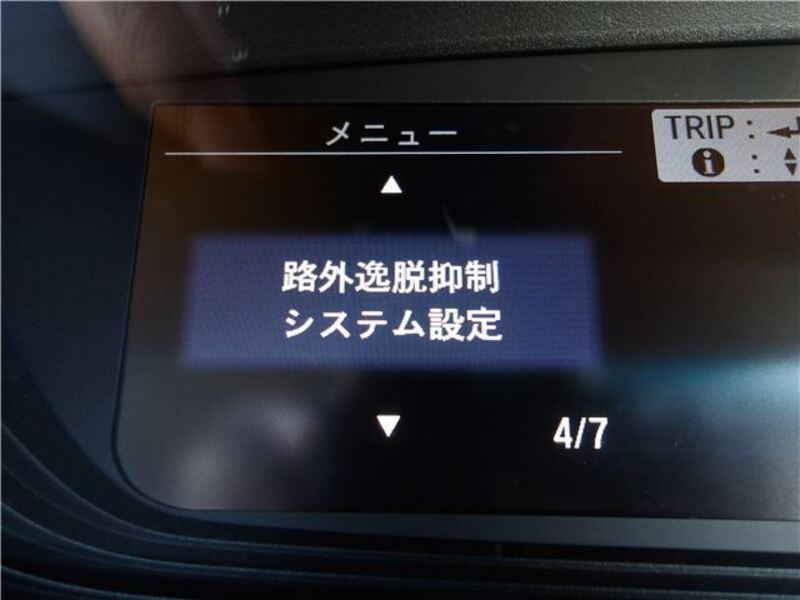 メニュー
TRIP :
i :
路外逸脱抑制
システム設定
4/7